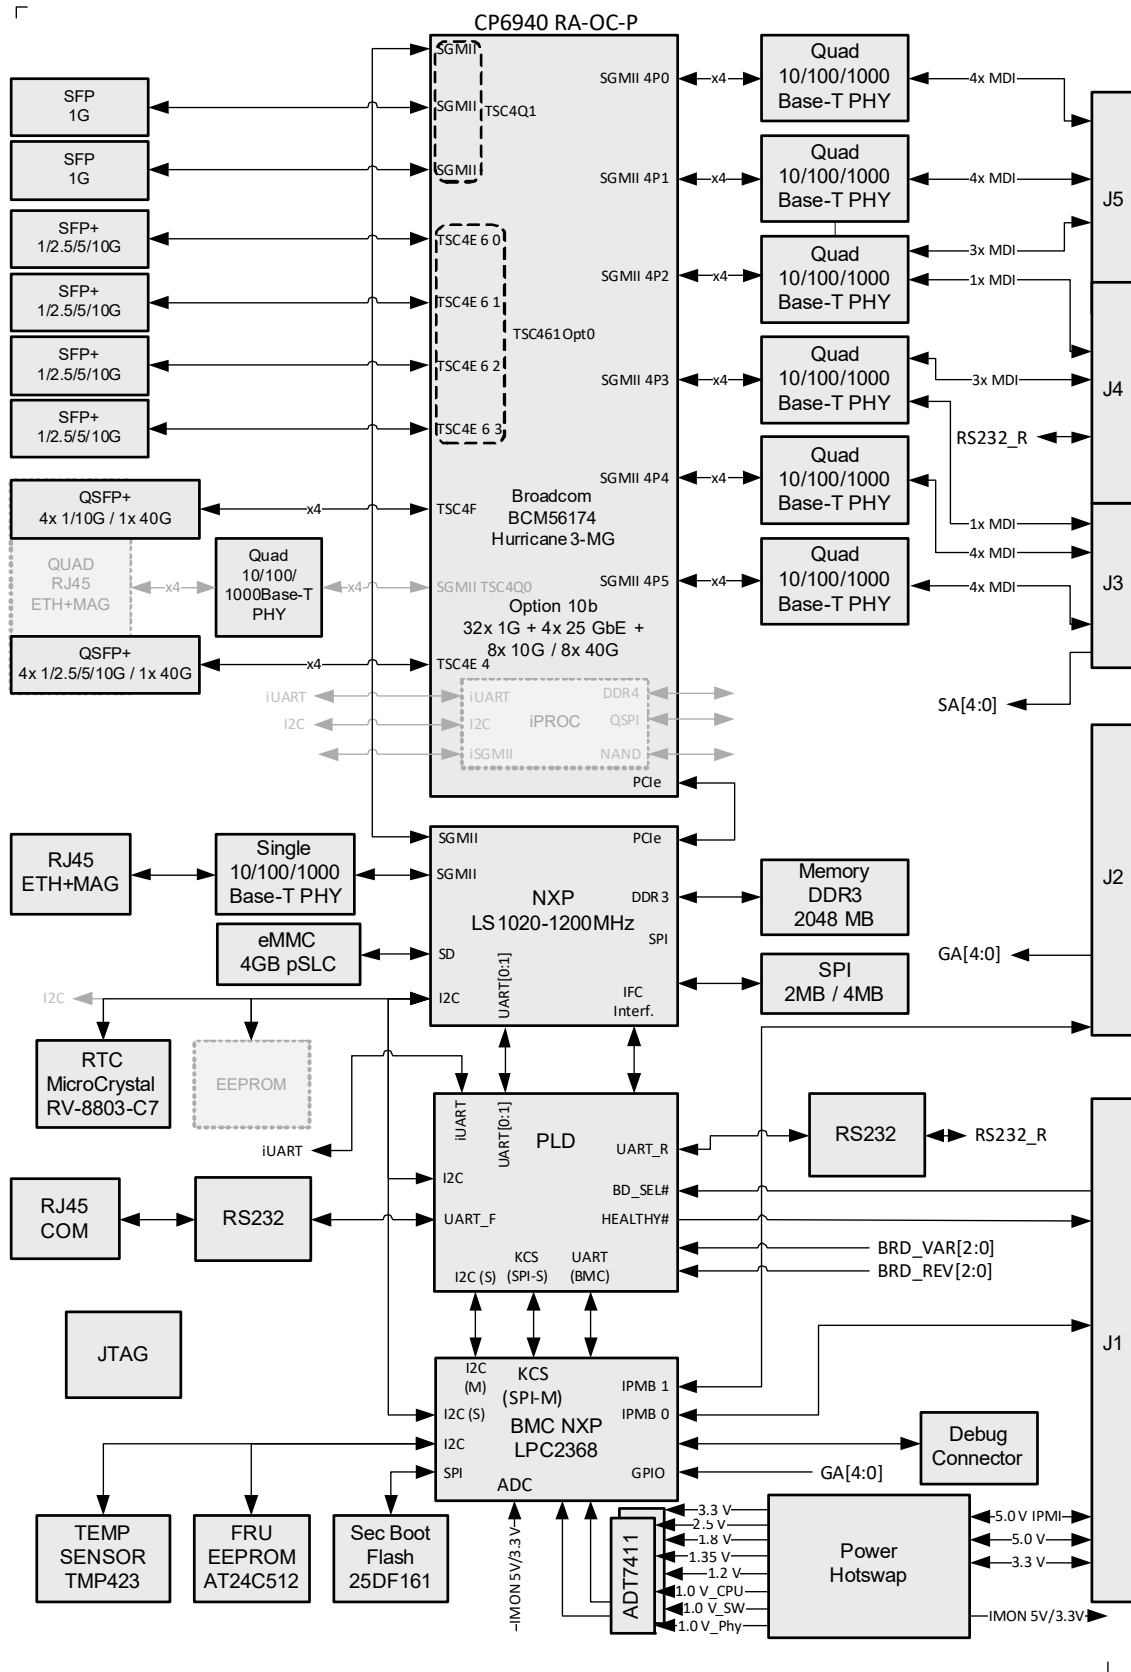 CP6940 RA-OC-P
SGMII
SGMII
TSC4Q1
SGMII
SFP
1G
SFP
1G
SFP+
1/2.5/5/10G
SFP+
1/2.5/5/10G
SFP+
1/2.5/5/10G
SFP+
1/2.5/5/10G
TSC4E 6 0
TSC4E 6 1
TSC461Opt0
TSC4E 6 2
TSC4E 6 3
QSFP+
4x 1/10G / 1x 40G
x4
TSC4F
QUAD
RJ45
ETH+MAG
x4
Quad
10/100/
1000Base-T
PHY
x4
SGMII TSC4Q0
QSFP+
4x 1/2.5/5/10G / 1x 40G
x4
TSC4E 4
Broadcom
BCM56174
Hurricane 3-MG
Option 10b
32x 1G + 4x 25 GbE +
8x 10G / 8x 40G
iUART
I2C
iUART
I2C
iSGMII
iPROC
DDR4
QSPI
NAND
PCIe
SGMII 4P0
x4
Quad
10/100/1000
Base-T PHY
4x MDI
SGMII 4P1
x4
Quad
10/100/1000
Base-T PHY
4x MDI
J5
SGMII 4P2
x4
Quad
10/100/1000
Base-T PHY
3x MDI
1x MDI
SGMII 4P3
x4
Quad
10/100/1000
Base-T PHY
3x MDI
J4
RS232_R
SGMII 4P4
x4
Quad
10/100/1000
Base-T PHY
1x MDI
4x MDI
SGMII 4P5
x4
Quad
10/100/1000
Base-T PHY
4x MDI
J3
SA[4:0]
RJ45
ETH+MAG
Single
10/100/1000
Base-T PHY
SGMII
SGMII
PCIe
NXP
LS1020-1200MHz
DDR3
SPI
Memory
DDR3
2048 MB
J2
eMMC
4GB pSLC
SD
I2C
I2C
UART[0:1]
IFC
Interf.
SPI
2MB / 4MB
GA[4:0]
RTC
MicroCrystal
RV-8803-C7
EEPROM
iUART
iUART
UART[0:1]
PLD
UART_R
RS232
RS232_R
I2C
BD_SEL#
RJ45
COM
RS232
UART_F
HEALTHY#
BRD_VAR[2:0]
BRD_REV[2:0]
I2C (S)
KCS
(SPI-S)
UART
(BMC)
JTAG
J1
I2C
(M)
KCS
(SPI-M)
IPMB 1
I2C (S)
IPMB 0
BMC NXP
LPC2368
I2C
SPI
ADC
GPIO
GA[4:0]
Debug
Connector
TEMP
SENSOR
TMP423
FRU
EEPROM
AT24C512
Sec Boot
Flash
25DF161
IMON 5V/3.3V
ADT7411
3.3 V
2.5 V
1.8 V
1.35 V
1.2 V
1.0 V_CPU
1.0 V_SW
1.0 V_Phy
Power
Hotswap
5.0 V IPMI
5.0 V
3.3 V
IMON 5V/3.3V